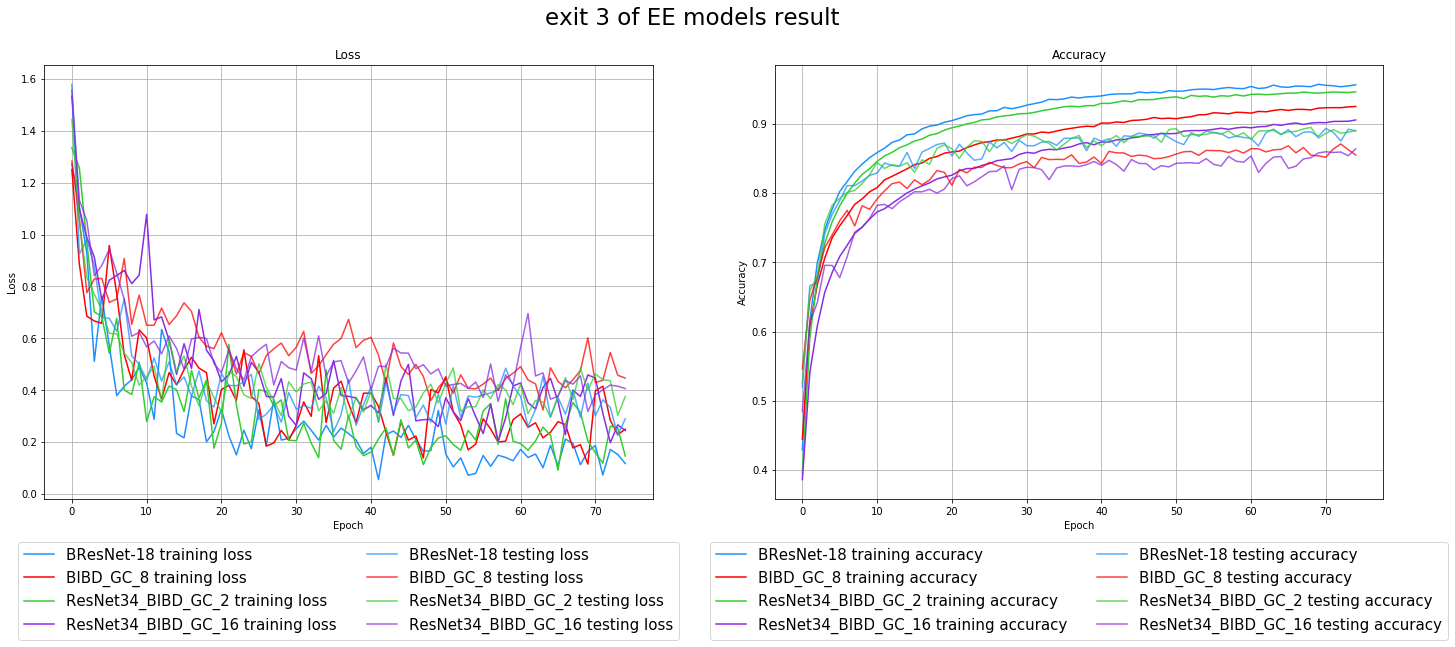 exit 3 of EE models result
Loss
Accuracy
1.6
1.4
1.2
1.0
0.8
0.6
0.4
0.2
0.0
Loss
0 10 20 30 40 50 60 70
Epoch
0.9
0.8
0.7
0.6
0.5
0.4
Accuracy
0 10 20 30 40 50 60 70
Epoch
BResNet-18 training loss BResNet-18 testing loss
BIBD_GC_8 training loss BIBD_GC_8 testing loss
ResNet34_BIBD_GC_2 training loss ResNet34_BIBD_GC_2 testing loss
ResNet34_BIBD_GC_16 training loss ResNet34_BIBD_GC_16 testing loss
BResNet-18 training accuracy BResNet-18 testing accuracy
BIBD_GC_8 training accuracy BIBD_GC_8 testing accuracy
ResNet34_BIBD_GC_2 training accuracy ResNet34_BIBD_GC_2 testing accuracy
ResNet34_BIBD_GC_16 training accuracy ResNet34_BIBD_GC_16 testing accuracy